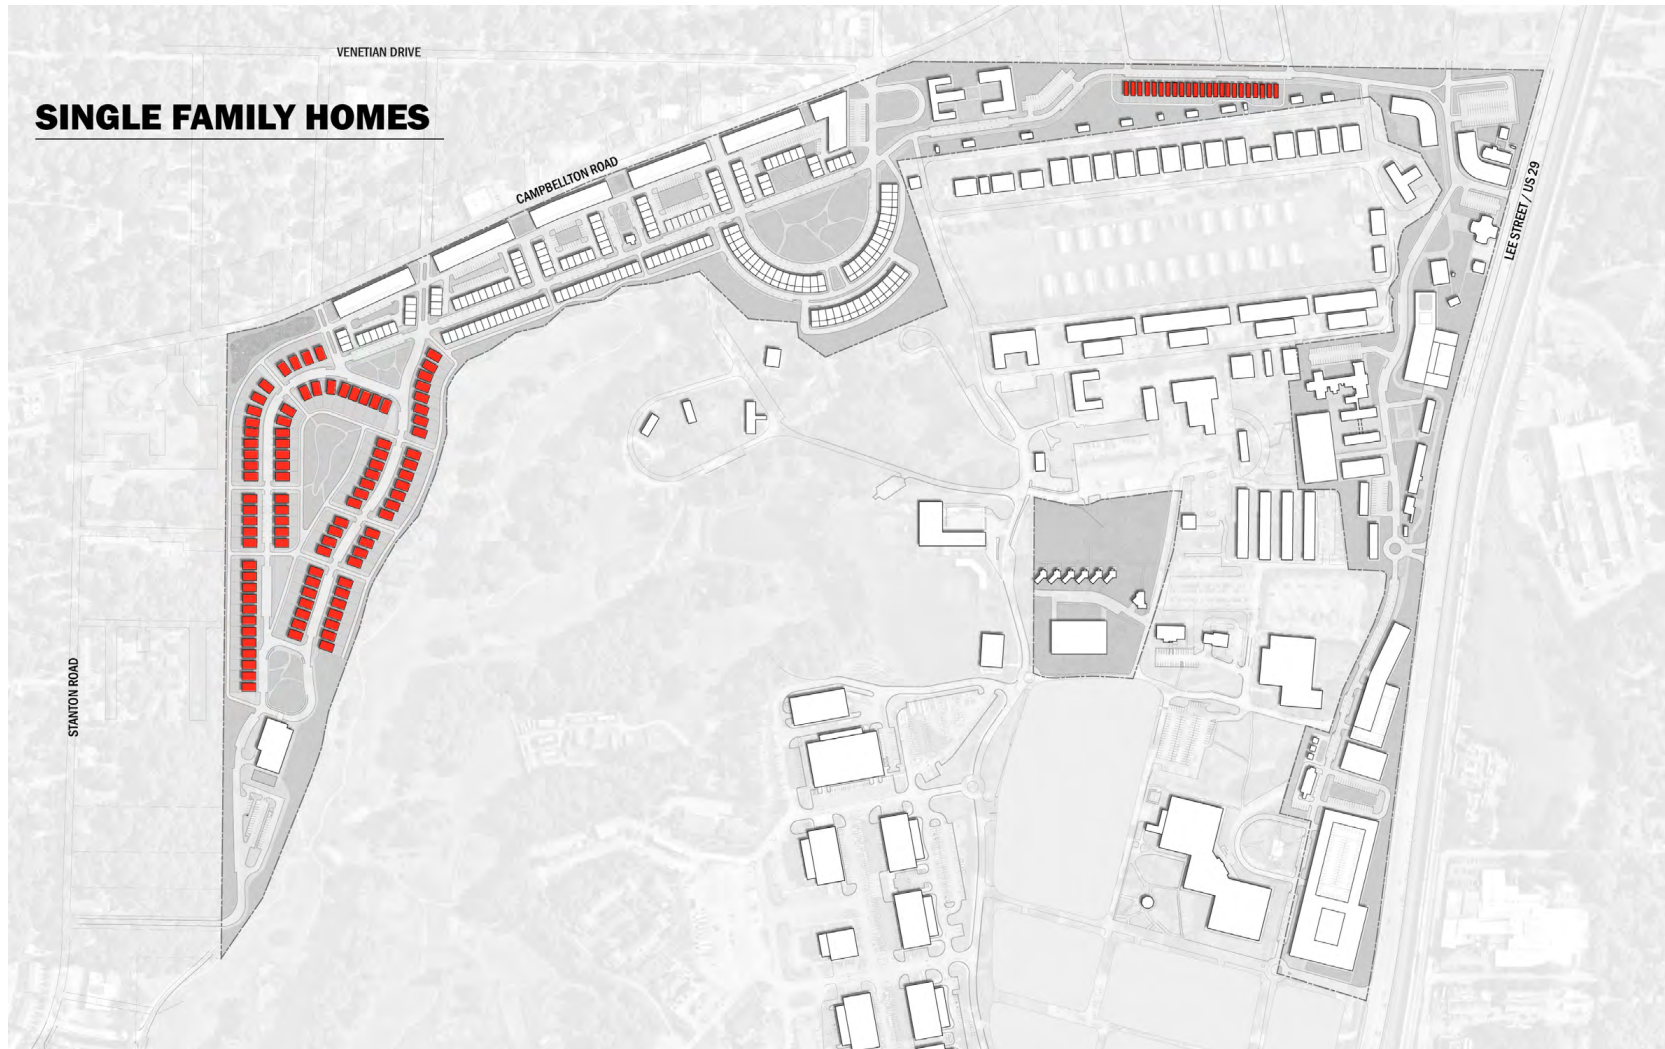 VENETIAN DRIVE
SINGLE FAMILY HOMES
CAMPBELLTON ROAD
LEE STREET / US 29
STANTON ROAD